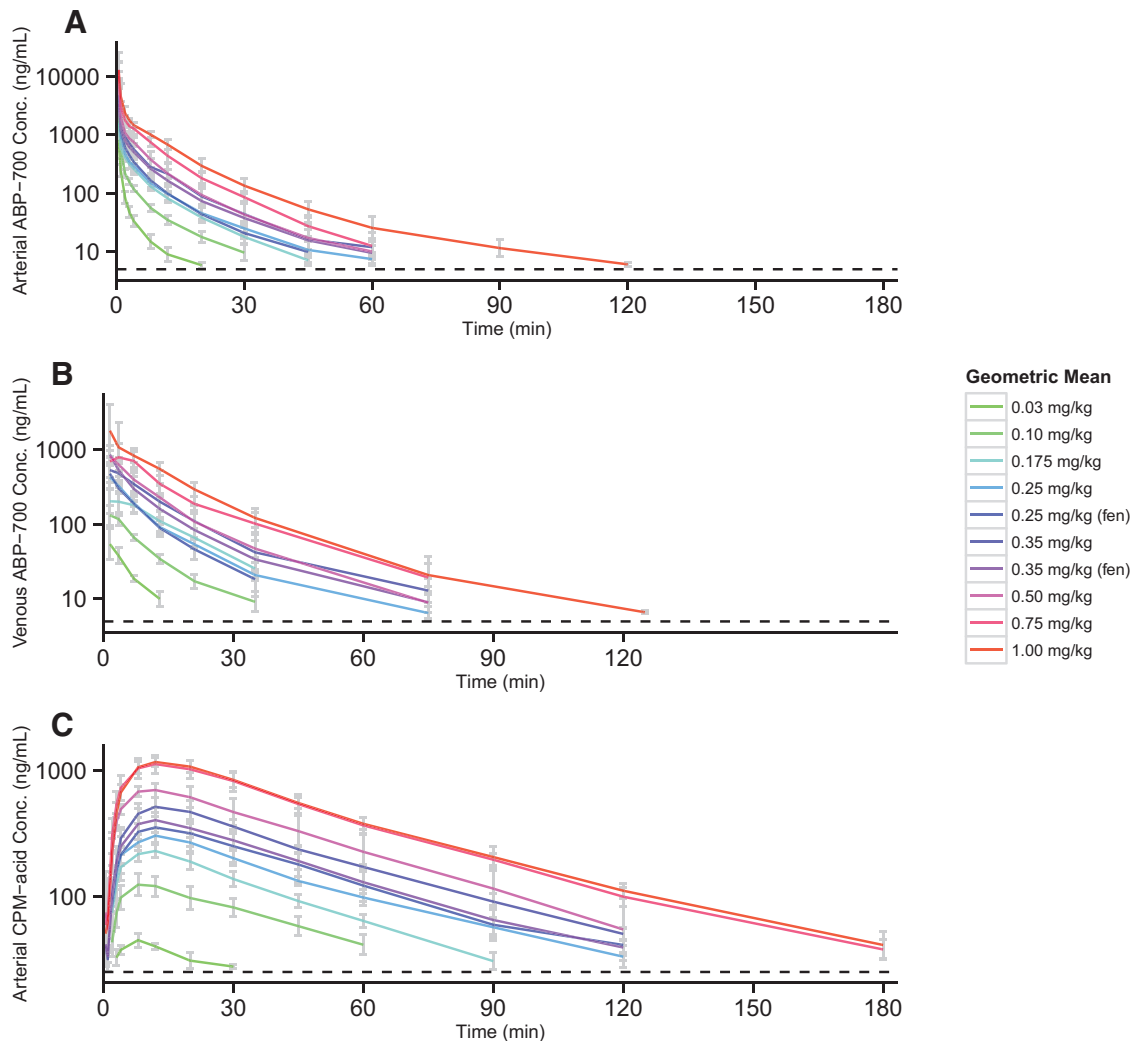 A
Arterial ABP−700 Conc. (ng/mL)
10000
1000
100
10
0 30 60 90 120 150 180
Time (min)
B
Venous ABP−700 Conc. (ng/mL)
1000
100
10
0 30 60 90 120
Time (min)
Geometric Mean
0.03 mg/kg
0.10 mg/kg
0.175 mg/kg
0.25 mg/kg
0.25 mg/kg (fen)
0.35 mg/kg
0.35 mg/kg (fen)
0.50 mg/kg
0.75 mg/kg
1.00 mg/kg
C
Arterial CPM−acid Conc. (ng/mL)
1000
100
0 30 60 90 120 150 180
Time (min)